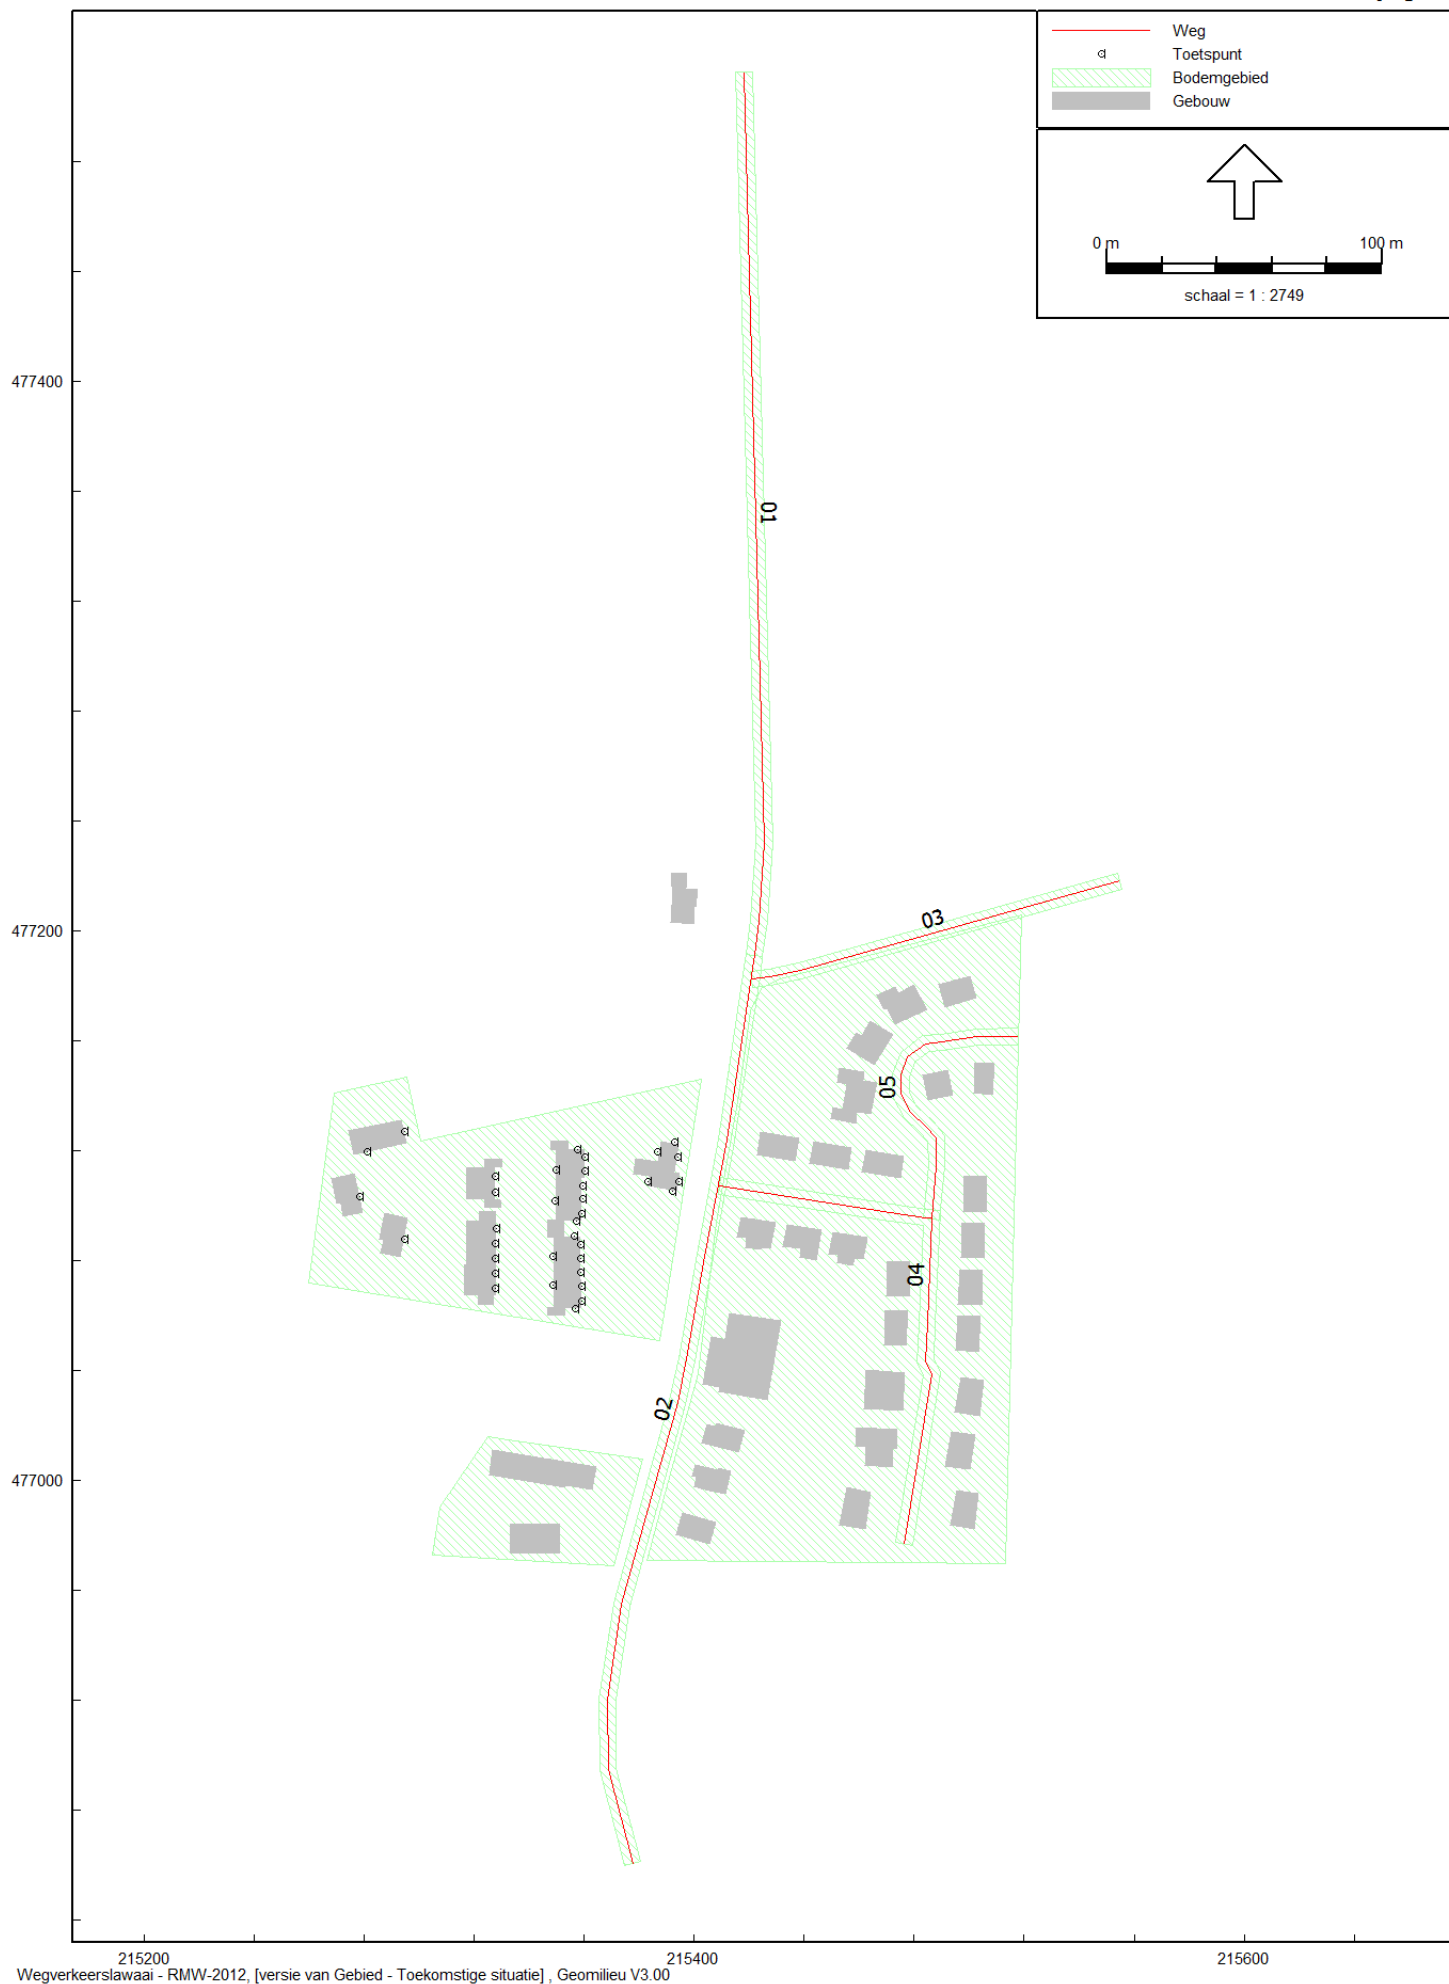 Weg
Toetspunt
Bodemgebied
Gebouw
0 m 100 m
schaal = 1 : 2749
477400
01
477200
03
05
04
02
477000
215200 215400 215600
Wegverkeerslawaai - RMW-2012, [versie van Gebied - Toekomstige situatie] , Geomilieu V3.00